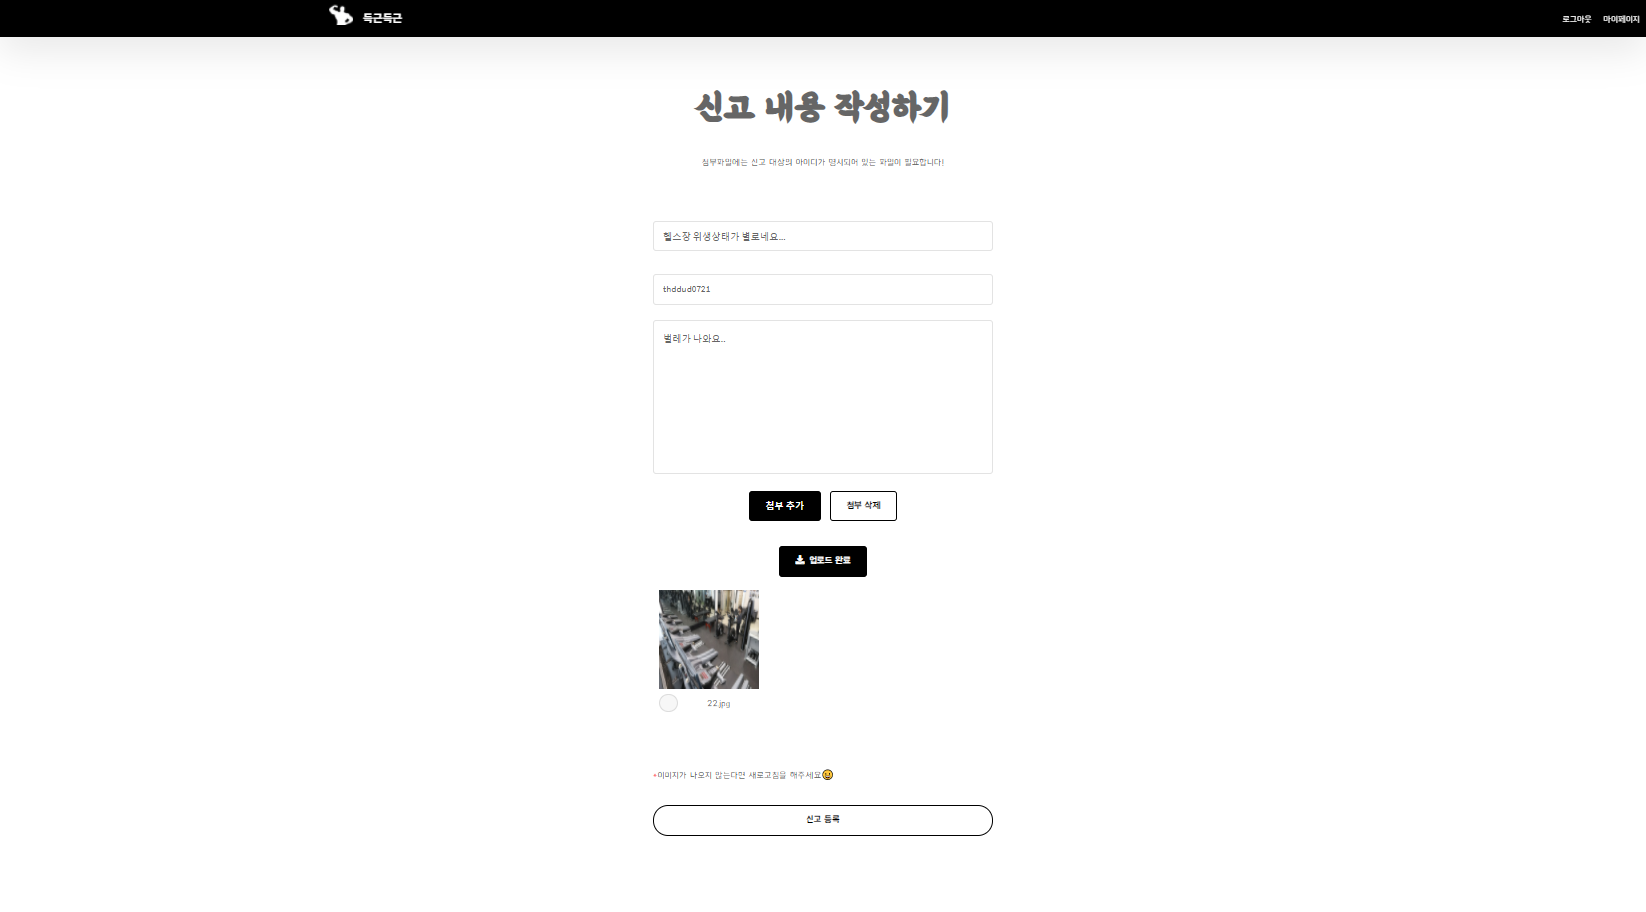 득근득근
로그아웃 마이페이지
신고 내용 작성하기
첨부파일에는 신고 대상의 아이디가 명시되어 있는 파일이 필요합니다!
헬스장 위생상태가 별로네요...
thddud0721
벌레가 나와요..
첨부 추가 첨부 삭제
업로드 완료
22.jpg
*이미지가 나오지 않는다면 새로고침을 해주세요😀
신고 등록